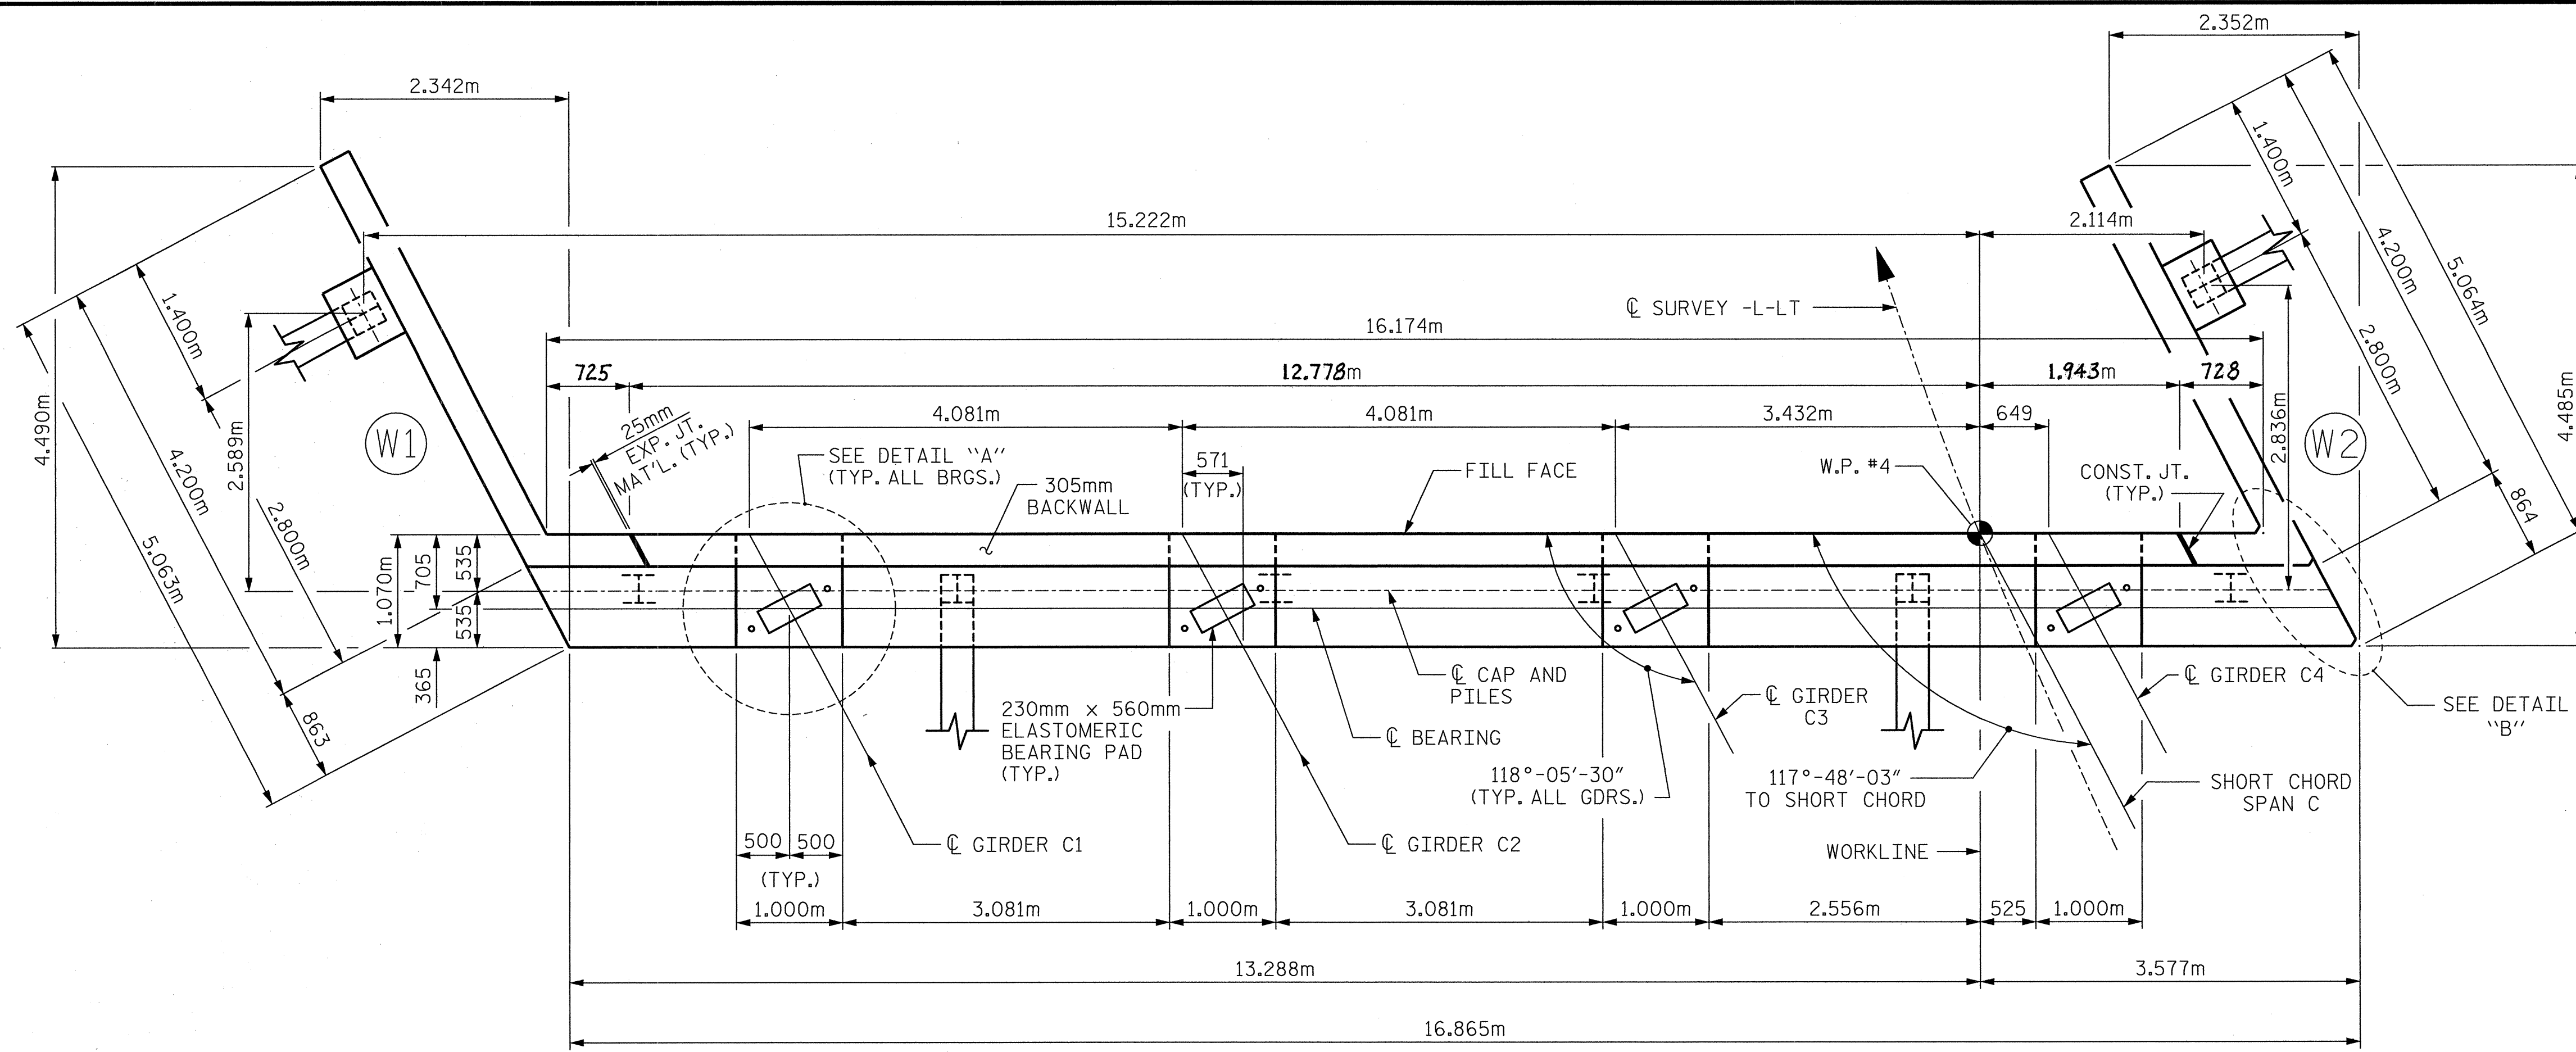 2.352m
2.342m
1.400m
4.200m
5.064m
2.800m
15.222m
2.114m
℄ SURVEY -L-LT
16.174m
725
12.778m
1.943m
728
1.400m
4.490m
2.589m
W1
4.200m
2.800m
5.063m
863
25mm
EXP. JT.
MAT'L. (TYP.)
4.081m
4.081m
3.432m
649
SEE DETAIL "A"
(TYP. ALL BRGS.)
305mm
BACKWALL
571
(TYP.)
FILL FACE
W.P. #4
CONST. JT.
(TYP.)
2.836m
W2
4.485m
864
1.070m
705
535
535
365
230mm x 560mm
ELASTOMERIC
BEARING PAD
(TYP.)
℄ CAP AND
PILES
℄ BEARING
℄ GIRDER
C3
℄ GIRDER C4
SEE DETAIL
"B"
118°-05'-30"
(TYP. ALL GDRS.)
117°-48'-03"
TO SHORT CHORD
SHORT CHORD
SPAN C
℄ GIRDER C1
℄ GIRDER C2
WORKLINE
500
500
(TYP.)
1.000m
3.081m
1.000m
3.081m
1.000m
2.556m
525
1.000m
13.288m
3.577m
16.865m